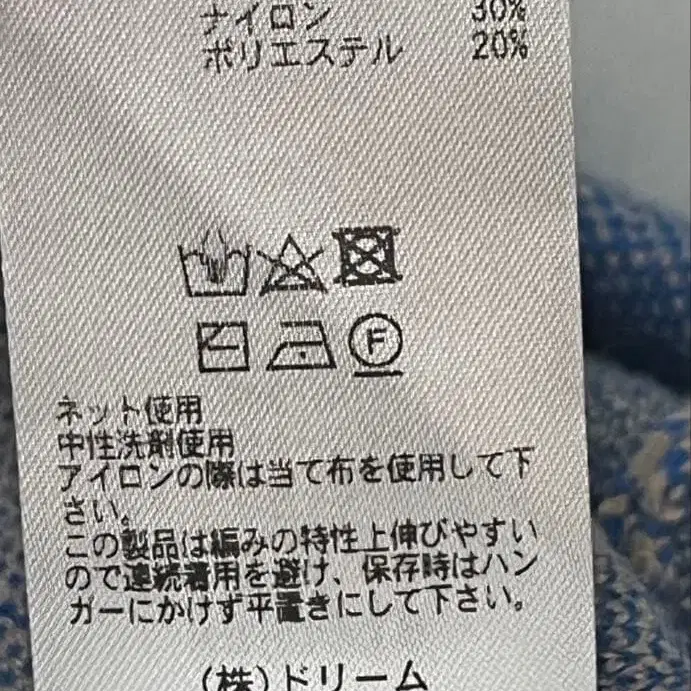 ナイロン 30%
ポリエステル 20%
F
ネット使用
中性洗剤使用
アイロンの際は当て布を使用して下
さい。
この製品は編みの特性上伸びやすい
ので連続着用を避け、保存時はハン
ガーにかけず平置きにして下さい。
(株)ドリーム